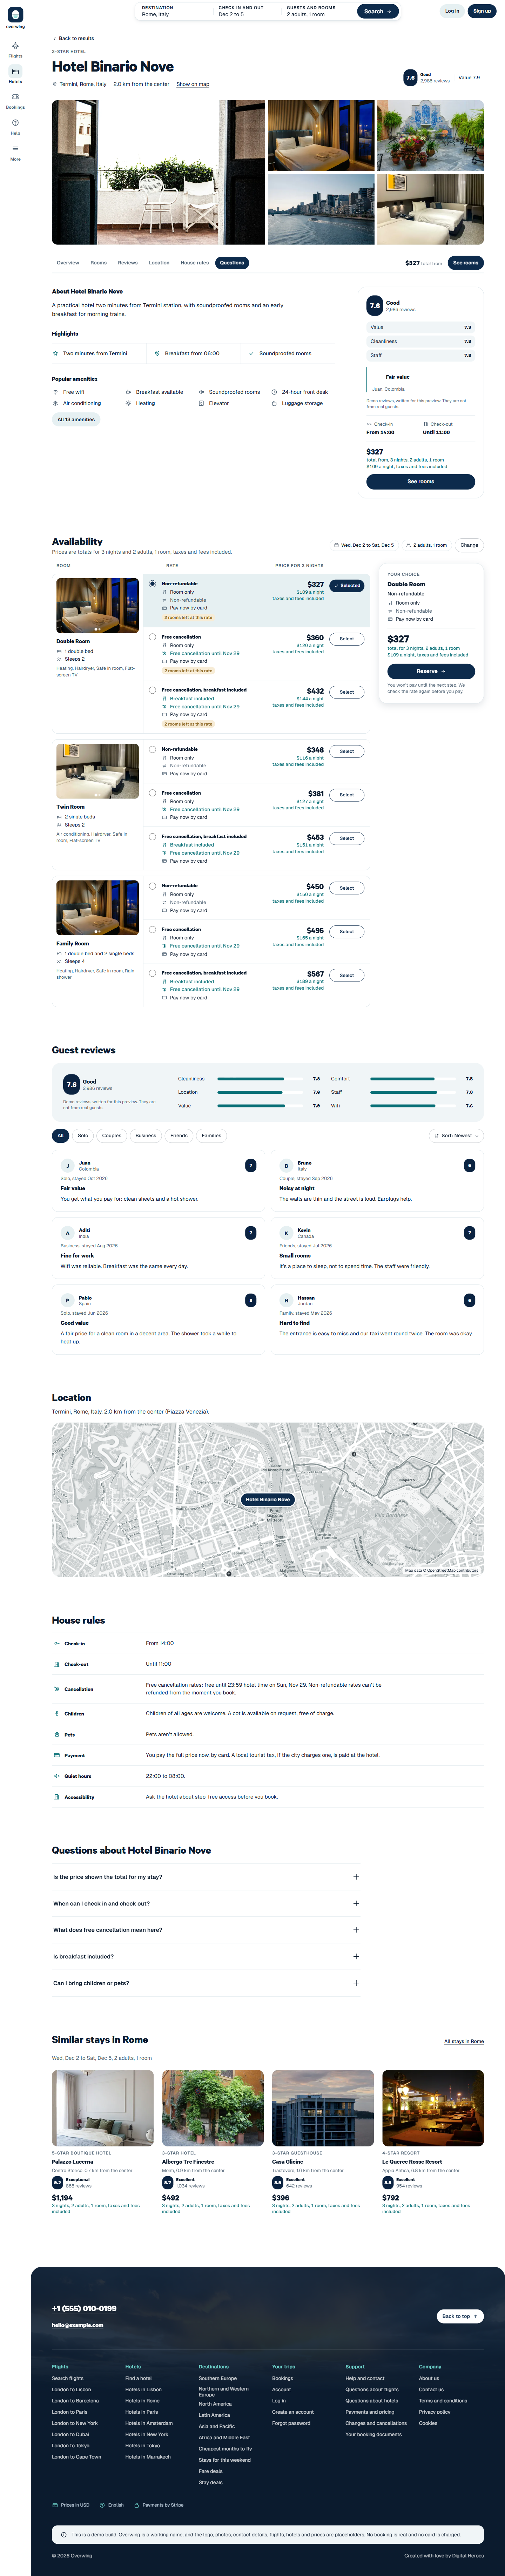 overwing
Flights
Hotels
Bookings
Help
More
DESTINATION
Rome, Italy
CHECK IN AND OUT
Dec 2 to 5
GUESTS AND ROOMS
2 adults, 1 room
Search
Log in
Sign up
Back to results
3-STAR HOTEL
Hotel Binario Nove
Termini, Rome, Italy
2.0 km from the center
Show on map
7.6
Good
2,986 reviews
Value 7.9
Overview
Rooms
Reviews
Location
House rules
Questions
$327 total from
See rooms
About Hotel Binario Nove
A practical hotel two minutes from Termini station, with soundproofed rooms and an early
breakfast for morning trains.
Highlights
Two minutes from Termini
Breakfast from 06:00
Soundproofed rooms
Popular amenities
Free wifi
Breakfast available
Soundproofed rooms
24-hour front desk
Air conditioning
Heating
Elevator
Luggage storage
All 13 amenities
7.6
Good
2,986 reviews
Value 7.9
Cleanliness 7.8
Staff 7.8
Fair value
Juan, Colombia
Demo reviews, written for this preview. They are not
from real guests.
Check-in
From 14:00
Check-out
Until 11:00
$327
total from, 3 nights, 2 adults, 1 room
$109 a night, taxes and fees included
See rooms
Availability
Prices are totals for 3 nights and 2 adults, 1 room, taxes and fees included.
Wed, Dec 2 to Sat, Dec 5
2 adults, 1 room
Change
ROOM
RATE
PRICE FOR 3 NIGHTS
Double Room
1 double bed
Sleeps 2
Heating, Hairdryer, Safe in room, Flat-
screen TV
Non-refundable
Room only
Non-refundable
Pay now by card
2 rooms left at this rate
$327
$109 a night
taxes and fees included
Selected
Free cancellation
Room only
Free cancellation until Nov 29
Pay now by card
2 rooms left at this rate
$360
$120 a night
taxes and fees included
Select
Free cancellation, breakfast included
Breakfast included
Free cancellation until Nov 29
Pay now by card
2 rooms left at this rate
$432
$144 a night
taxes and fees included
Select
YOUR CHOICE
Double Room
Non-refundable
Room only
Non-refundable
Pay now by card
$327
total for 3 nights, 2 adults, 1 room
$109 a night, taxes and fees included
Reserve
You won't pay until the next step. We
check the rate again before you pay.
Twin Room
2 single beds
Sleeps 2
Air conditioning, Hairdryer, Safe in
room, Flat-screen TV
Non-refundable
Room only
Non-refundable
Pay now by card
$348
$116 a night
taxes and fees included
Select
Free cancellation
Room only
Free cancellation until Nov 29
Pay now by card
$381
$127 a night
taxes and fees included
Select
Free cancellation, breakfast included
Breakfast included
Free cancellation until Nov 29
Pay now by card
$453
$151 a night
taxes and fees included
Select
Family Room
1 double bed and 2 single beds
Sleeps 4
Heating, Hairdryer, Safe in room, Rain
shower
Non-refundable
Room only
Non-refundable
Pay now by card
$450
$150 a night
taxes and fees included
Select
Free cancellation
Room only
Free cancellation until Nov 29
Pay now by card
$495
$165 a night
taxes and fees included
Select
Free cancellation, breakfast included
Breakfast included
Free cancellation until Nov 29
Pay now by card
$567
$189 a night
taxes and fees included
Select
Guest reviews
7.6
Good
2,986 reviews
Demo reviews, written for this preview. They are
not from real guests.
Cleanliness 7.8
Comfort
Location
Staff 7.8
Value 7.9
Wifi
All
Solo
Couples
Business
Friends
Families
Sort: Newest
J
Juan
Colombia
7
Solo, stayed Oct 2026
Fair value
You get what you pay for: clean sheets and a hot shower.
B
Bruno
Italy
6
Couple, stayed Sep 2026
Noisy at night
The walls are thin and the street is loud. Earplugs help.
A
Aditi
India
7
Business, stayed Aug 2026
Fine for work
Wifi was reliable. Breakfast was the same every day.
K
Kevin
Canada
7
Friends, stayed Jul 2026
Small rooms
It's a place to sleep, not to spend time. The staff were friendly.
P
Pablo
Spain
8
Solo, stayed Jun 2026
Good value
A fair price for a clean room in a decent area. The shower took a while to
heat up.
H
Hassan
Jordan
6
Family, stayed May 2026
Hard to find
The entrance is easy to miss and our taxi went round twice. The room was okay.
Location
Termini, Rome, Italy. 2.0 km from the center (Piazza Venezia).
Hotel Binario Nove
Map data © OpenStreetMap contributors
House rules
Check-in
From 14:00
Check-out
Until 11:00
Cancellation
Free cancellation rates: free until 23:59 hotel time on Sun, Nov 29. Non-refundable rates can't be
refunded from the moment you book.
Children
Children of all ages are welcome. A cot is available on request, free of charge.
Pets
Pets aren't allowed.
Payment
You pay the full price now, by card. A local tourist tax, if the city charges one, is paid at the hotel.
Quiet hours
22:00 to 08:00.
Accessibility
Ask the hotel about step-free access before you book.
Questions about Hotel Binario Nove
Is the price shown the total for my stay?
When can I check in and check out?
What does free cancellation mean here?
Is breakfast included?
Can I bring children or pets?
Similar stays in Rome
All stays in Rome
Wed, Dec 2 to Sat, Dec 5, 2 adults, 1 room
5-STAR BOUTIQUE HOTEL
Palazzo Lucerna
Centro Storico, 0.7 km from the center
Exceptional
868 reviews
$1,194
3 nights, 2 adults, 1 room, taxes and fees
included
3-STAR HOTEL
Albergo Tre Finestre
Monti, 0.9 km from the center
Excellent
1,034 reviews
$492
3 nights, 2 adults, 1 room, taxes and fees
included
3-STAR GUESTHOUSE
Casa Glicine
Trastevere, 1.6 km from the center
Excellent
642 reviews
$396
3 nights, 2 adults, 1 room, taxes and fees
included
4-STAR RESORT
Le Querce Rosse Resort
Appia Antica, 6.8 km from the center
Excellent
954 reviews
$792
3 nights, 2 adults, 1 room, taxes and fees
included
+1 (555) 010-0199
hello@example.com
Back to top
Flights
Search flights
London to Lisbon
London to Barcelona
London to Paris
London to New York
London to Dubai
London to Tokyo
London to Cape Town
Hotels
Find a hotel
Hotels in Lisbon
Hotels in Rome
Hotels in Paris
Hotels in Amsterdam
Hotels in New York
Hotels in Tokyo
Hotels in Marrakech
Destinations
Southern Europe
Northern and Western
Europe
North America
Latin America
Asia and Pacific
Africa and Middle East
Cheapest months to fly
Stays for this weekend
Fare deals
Stay deals
Your trips
Bookings
Account
Log in
Create an account
Forgot password
Support
Help and contact
Questions about flights
Questions about hotels
Payments and pricing
Changes and cancellations
Your booking documents
Company
About us
Contact us
Terms and conditions
Privacy policy
Cookies
Prices in USD
English
Payments by Stripe
This is a demo build. Overwing is a working name, and the logo, photos, contact details, flights, hotels and prices are placeholders. No booking is real and no card is charged.
© 2026 Overwing
Created with love by Digital Heroes